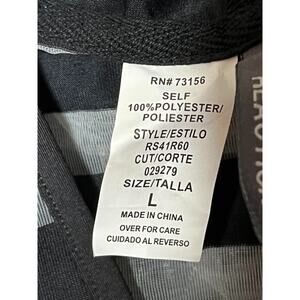 RN# 73156
SELF
100%POLYESTER/
POLIESTER
STYLE/ESTILO
RS41R60
CUT/CORTE
029279
SIZE/TALLA
L
MADE IN CHINA
OVER FOR CARE
CUIDADO AL REVERSO